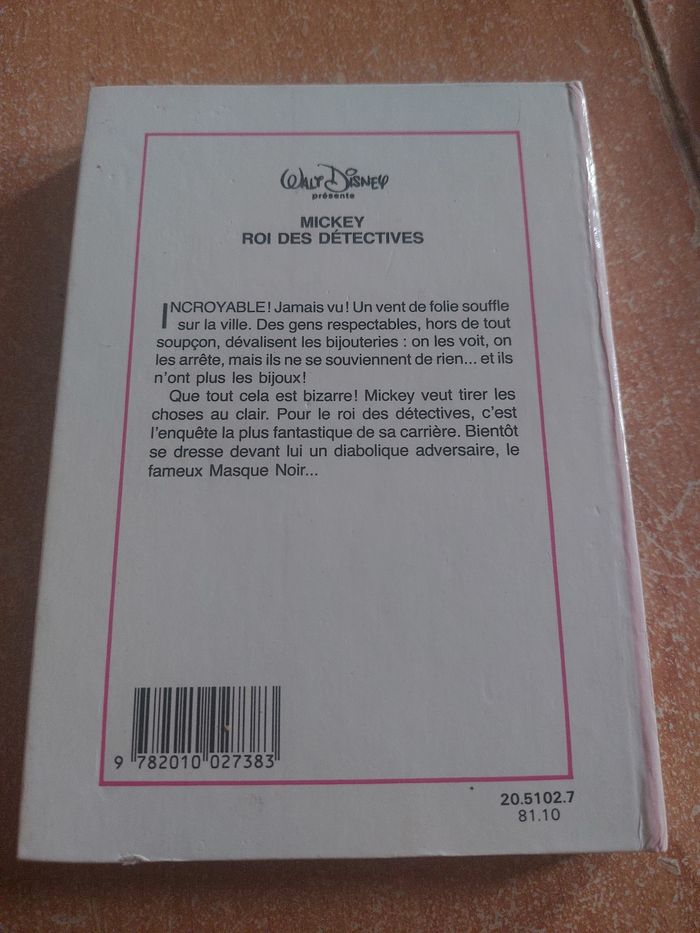 WALT DISNEY
présente
MICKEY
ROI DES DÉTECTIVES
INCROYABLE! Jamais vu! Un vent de folie souffle
sur la ville. Des gens respectables, hors de tout
soupçon, dévalisent les bijouteries : on les voit, on
les arrête, mais ils ne se souviennent de rien... et ils
n'ont plus les bijoux!
Que tout cela est bizarre! Mickey veut tirer les
choses au clair. Pour le roi des détectives, c'est
l'enquête la plus fantastique de sa carrière. Bientôt
se dresse devant lui un diabolique adversaire, le
fameux Masque Noir...
9 782010 027383
20.5102.7
81.10